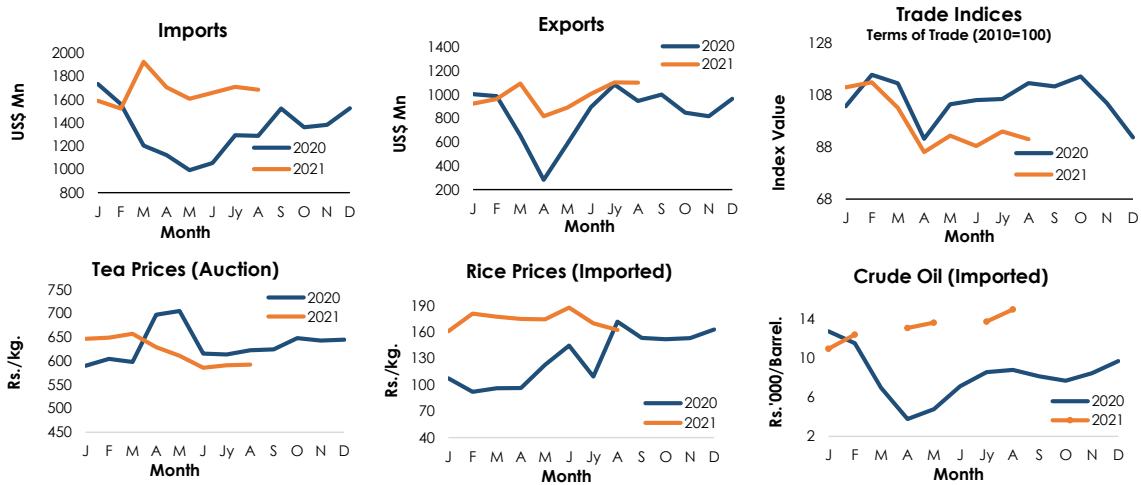 Imports
US$ Mn
2000
1800
1600
1400
1200
1000
800
2020
2021
J F M A M J Jy A S O N D
Month
Exports
US$ Mn
1400
1200
1000
800
600
400
200
2020
2021
J F M A M J Jy A S O N D
Month
Trade Indices
Terms of Trade (2010=100)
Index Value
128
108
88
68
2020
2021
J F M A M J Jy A S O N D
Month
Tea Prices (Auction)
Rs./kg.
750
700
650
600
550
500
450
2020
2021
J F M A M J Jy A S O N D
Month
Rice Prices (Imported)
Rs./kg.
190
160
130
100
70
40
2020
2021
J F M A M J Jy A S O N D
Month
Crude Oil (Imported)
Rs.'000/Barrel.
14
10
6
2
2020
2021
J F M A M J Jy A S O N D
Month